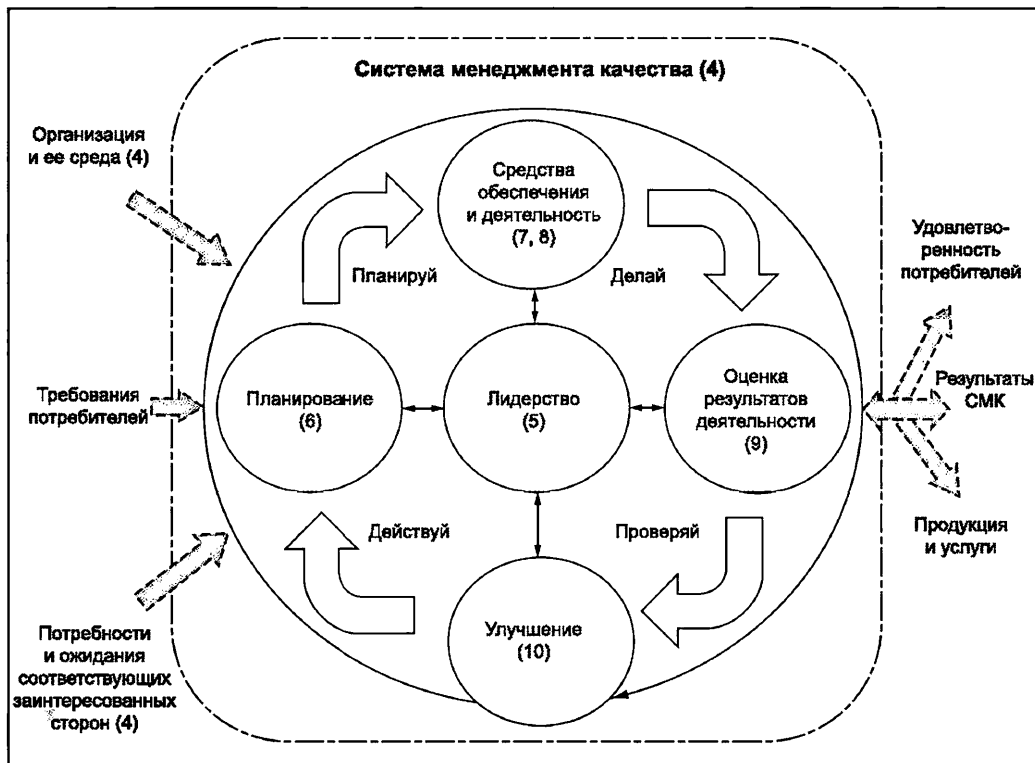 Система менеджмента качества (4)
Организация
и ее среда (4)
Средства
обеспечения
и деятельность
(7, 8)
Удовлетво-
ренность
потребителей
Планируй
Делай
Требования
потребителей
Планирование
(6)
Лидерство
(5)
Оценка
результатов
деятельности
(9)
Результаты
СМК
Действуй
Проверяй
Продукция
и услуги
Улучшение
(10)
Потребности
и ожидания
соответствующих
заинтересованных
сторон (4)